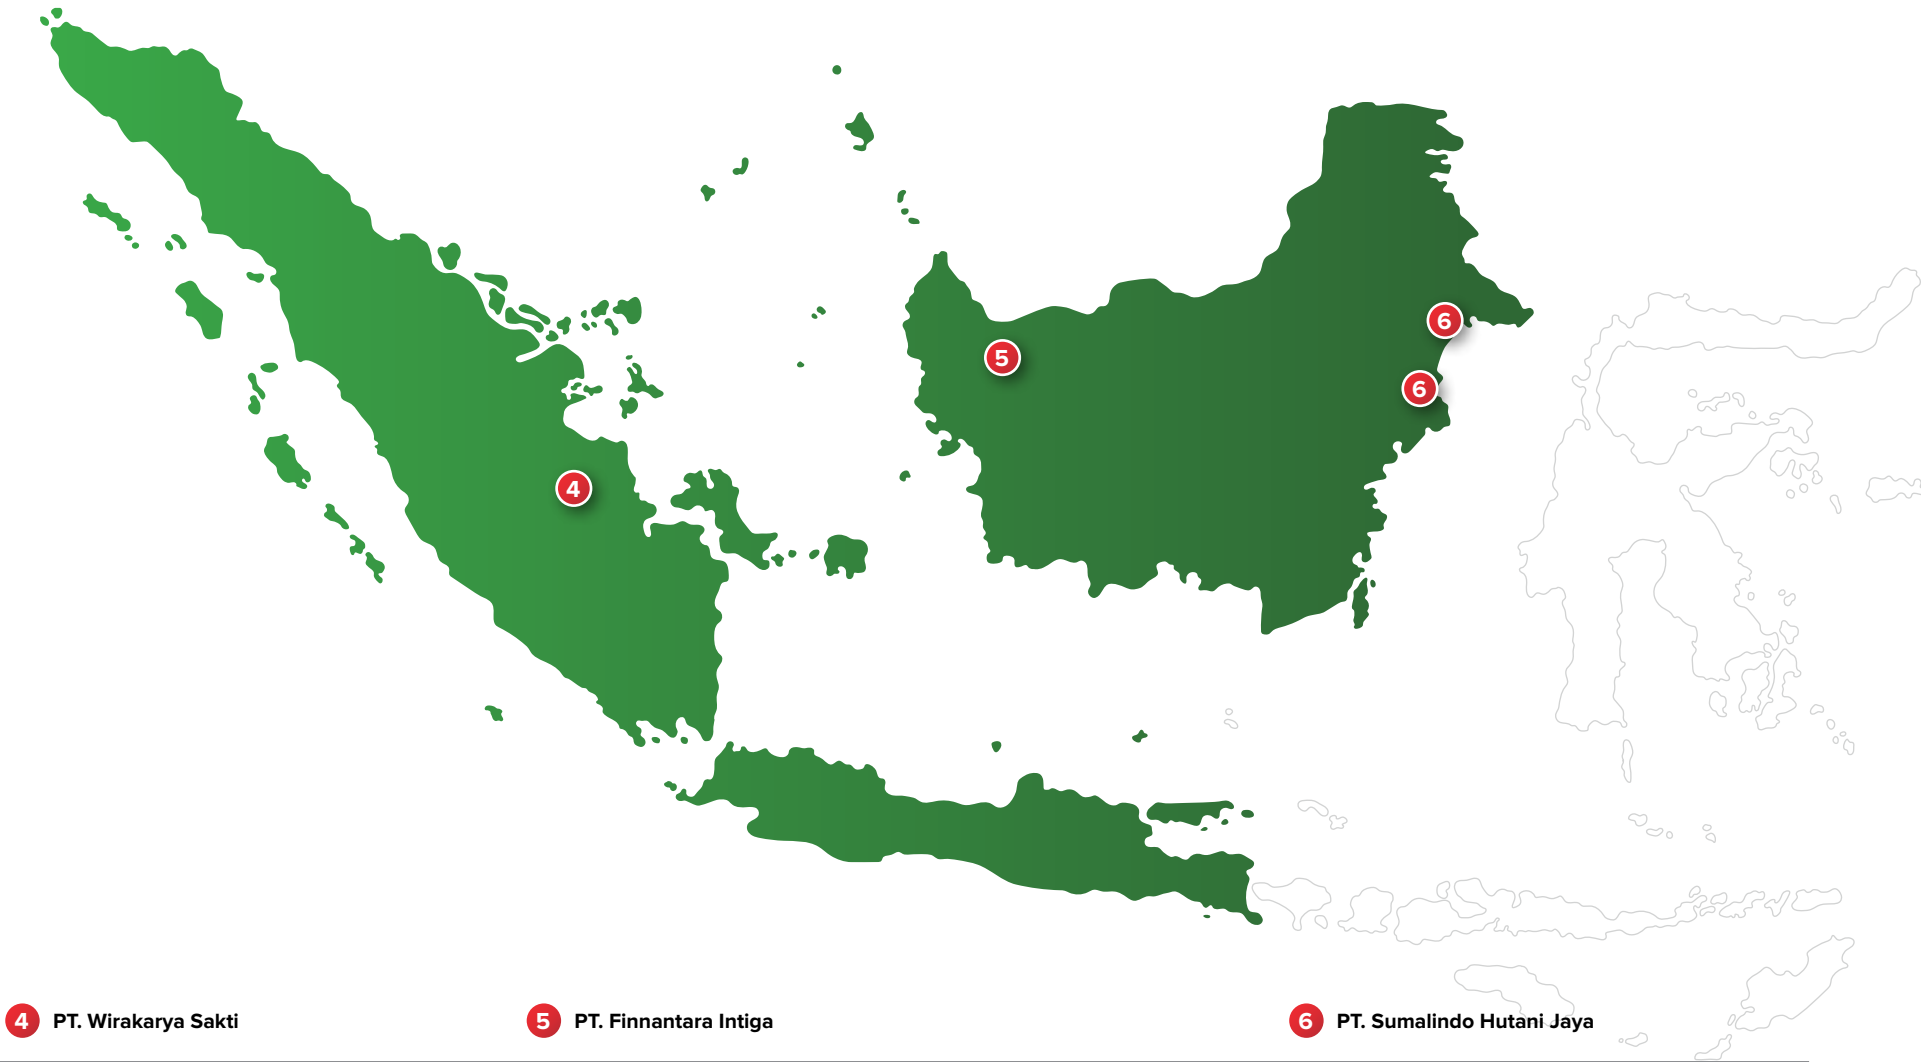 6
5
6
4
4 PT. Wirakarya Sakti
5 PT. Finnantara Intiga
6 PT. Sumalindo Hutani Jaya